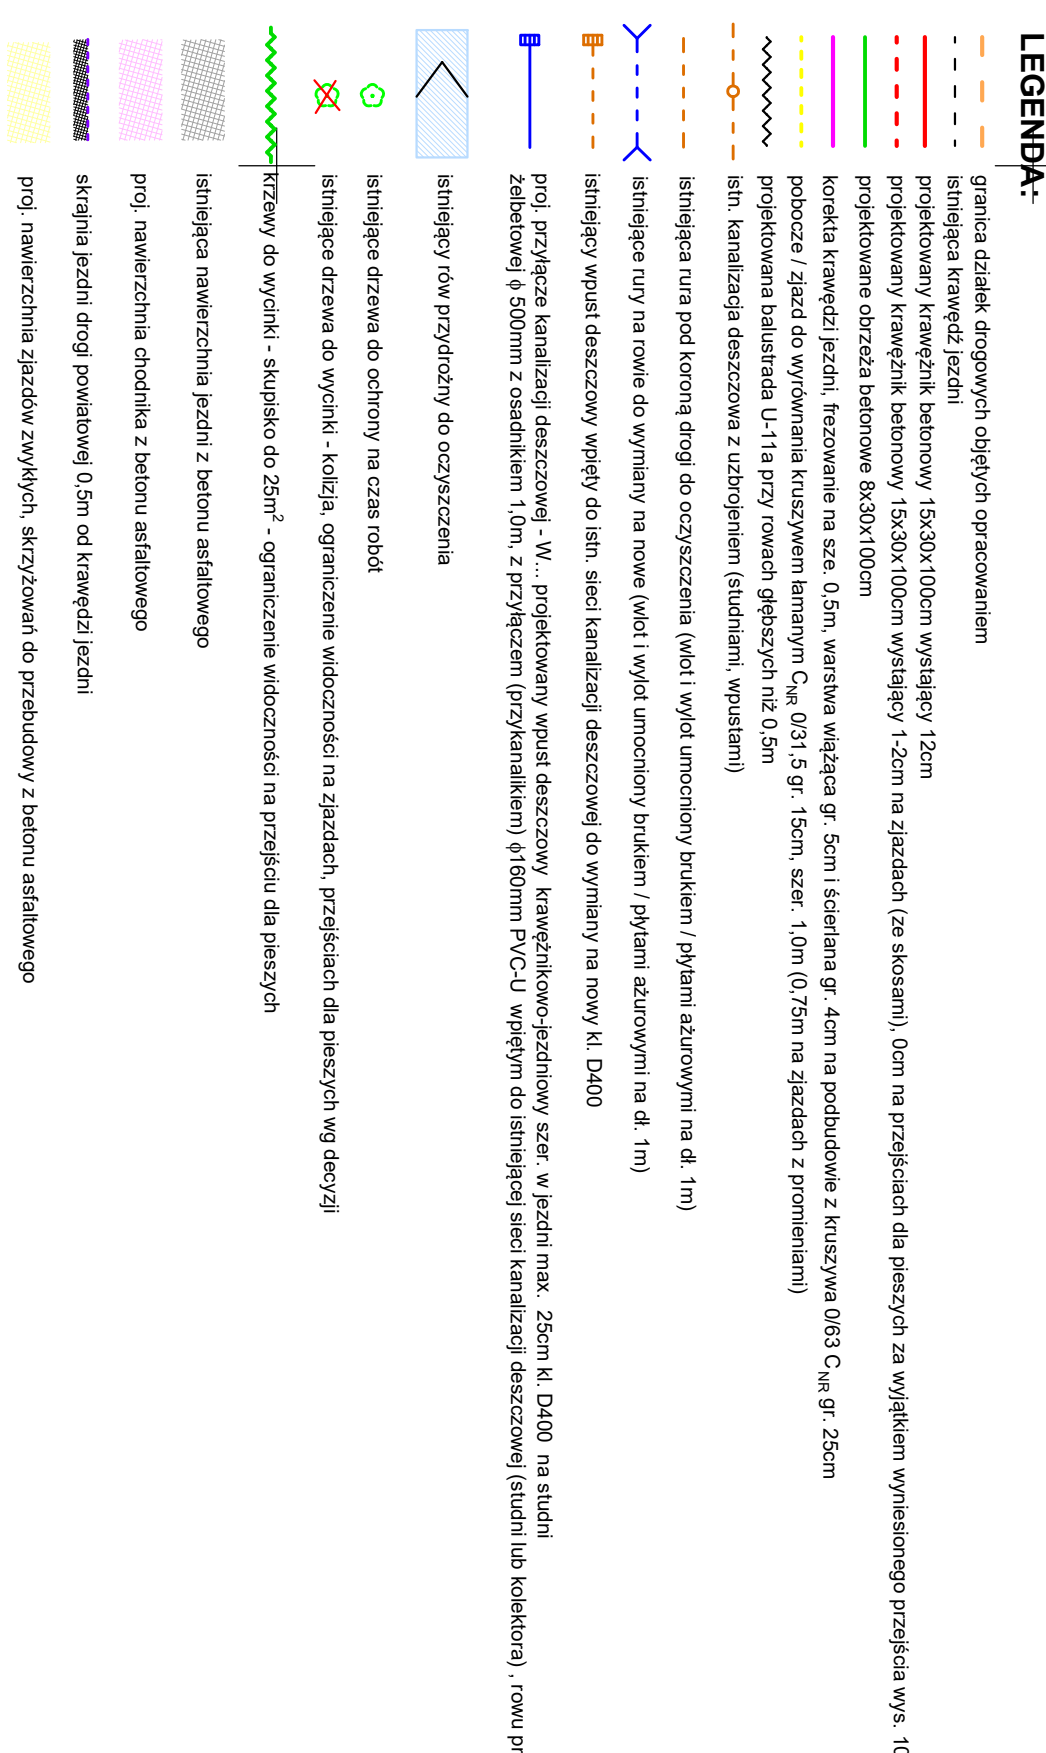 LEGENDA:
granica działek drogowych objętych opracowaniem
istniejąca krawędź jezdni
projektowany krawężnik betonowy 15x30x100cm wystający 12cm
projektowany krawężnik betonowy 15x30x100cm wystający 1-2cm na zjazdach (ze skosami), 0cm na przejściach dla pieszych za wyjątkiem wyniesionego przejścia wys. 10
projektowane obrzeża betonowe 8x30x100cm
korekta krawędzi jezdni, frezowanie na sze. 0,5m, warstwa wiążąca gr. 5cm i ścierlana gr. 4cm na podbudowie z kruszywa 0/63 CNR gr. 25cm
pobocze / zjazd do wyrównania kruszywem łamanym CNR 0/31,5 gr. 15cm, szer. 1,0m (0,75m na zjazdach z promieniami)
projektowana balustrada U-11a przy rowach głębszych niż 0,5m
istn. kanalizacja deszczowa z uzbrojeniem (studniami, wpustami)
istniejąca rura pod koroną drogi do oczyszczenia (wlot i wylot umocniony brukiem / płytami ażurowymi na dł. 1m)
istniejące rury na rowie do wymiany na nowe (wlot i wylot umocniony brukiem / płytami ażurowymi na dł. 1m)
istniejący wpust deszczowy wpięty do istn. sieci kanalizacji deszczowej do wymiany na nowy kl. D400
proj. przyłącze kanalizacji deszczowej - W... projektowany wpust deszczowy krawężnikowo-jezdniowy szer. w jezdni max. 25cm kl. D400 na studni
żelbetowej ϕ 500mm z osadnikiem 1,0m, z przyłączem (przykanalikiem) ϕ160mm PVC-U wpiętym do istniejącej sieci kanalizacji deszczowej (studni lub kolektora) , rowu pr
istniejący rów przydrożny do oczyszczenia
istniejące drzewa do ochrony na czas robót
istniejące drzewa do wycinki - kolizja, ograniczenie widoczności na zjazdach, przejściach dla pieszych wg decyzji
krzewy do wycinki - skupisko do 25m² - ograniczenie widoczności na przejściu dla pieszych
istniejąca nawierzchnia jezdni z betonu asfaltowego
proj. nawierzchnia chodnika z betonu asfaltowego
skrajnia jezdni drogi powiatowej 0,5m od krawędzi jezdni
proj. nawierzchnia zjazdów zwykłych, skrzyżowań do przebudowy z betonu asfaltowego